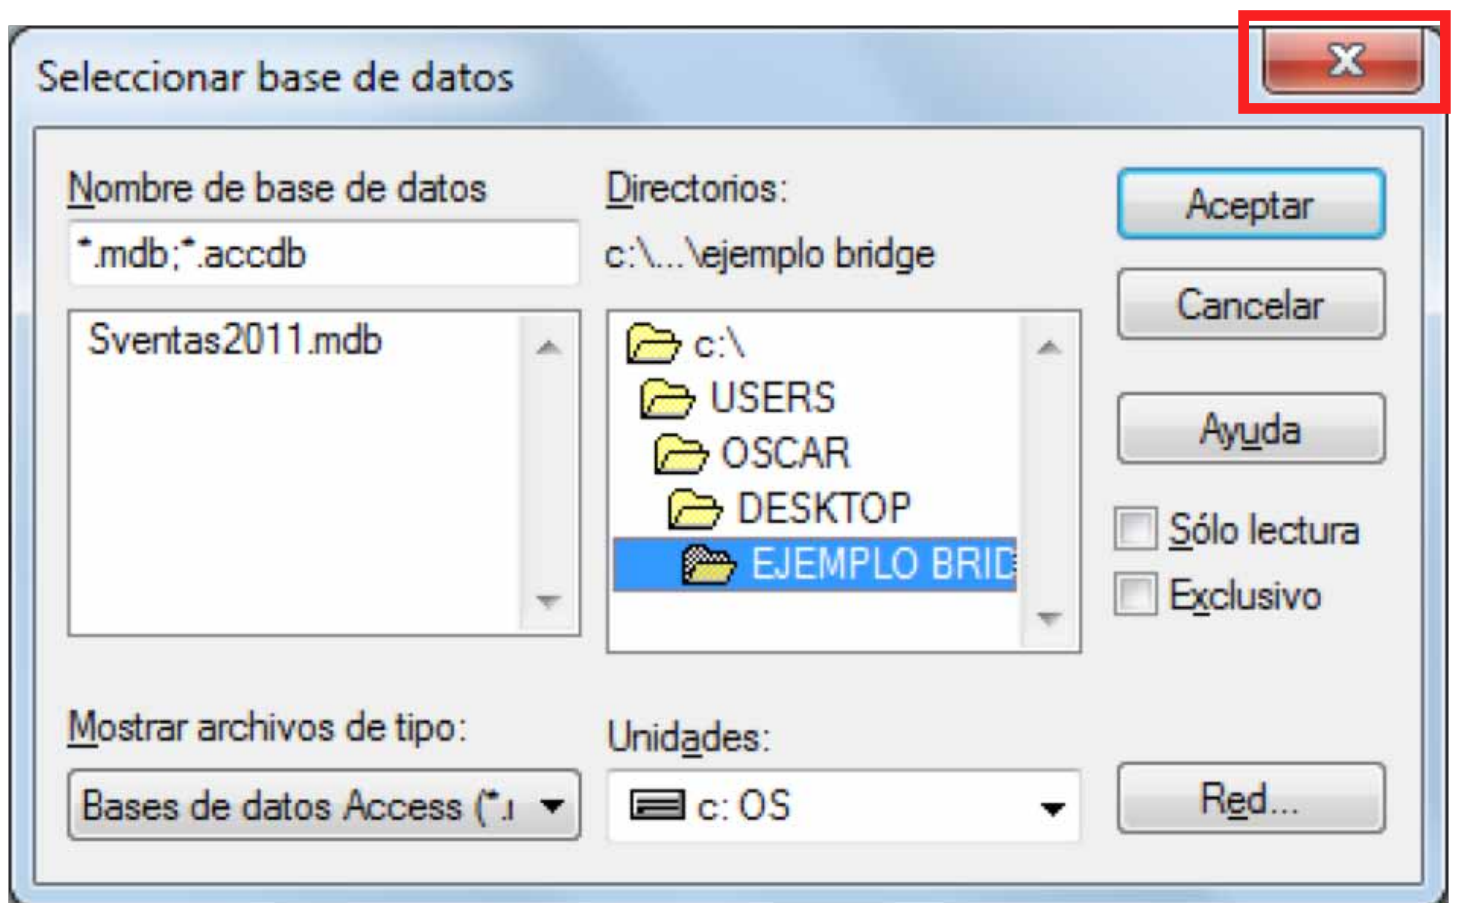 Seleccionar base de datos
X
Nombre de base de datos
*.mdb;*.accdb
Sventas2011.mdb
Directorios:
c:\...\ejemplo bridge
c:\
USERS
OSCAR
DESKTOP
EJEMPLO BRID
Aceptar
Cancelar
Ayuda
Sólo lectura
Exclusivo
Mostrar archivos de tipo:
Bases de datos Access (*.
Unidades:
c: OS
Red...